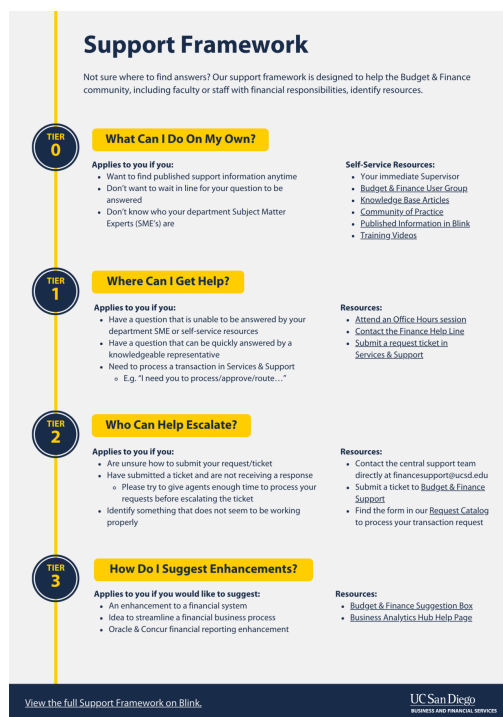 Support Framework
Not sure where to find answers? Our support framework is designed to help the Budget & Finance
community, including faculty or staff with financial responsibilities, identify resources.
TIER
0
What Can I Do On My Own?
Applies to you if you:
• Want to find published support information anytime
• Don't want to wait in line for your question to be
answered
• Don't know who your department Subject Matter
Experts (SME's) are
Self-Service Resources:
• Your immediate Supervisor
• Budget & Finance User Group
• Knowledge Base Articles
• Community of Practice
• Published Information in Blink
• Training Videos
TIER
1
Where Can I Get Help?
Applies to you if you:
• Have a question that is unable to be answered by your
department SME or self-service resources
• Have a question that can be quickly answered by a
knowledgeable representative
• Need to process a transaction in Services & Support
o E.g. "I need you to process/approve/route…"
Resources:
• Attend an Office Hours session
• Contact the Finance Help Line
• Submit a request ticket in
Services & Support
TIER
2
Who Can Help Escalate?
Applies to you if you:
• Are unsure how to submit your request/ticket
• Have submitted a ticket and are not receiving a response
o Please try to give agents enough time to process your
requests before escalating the ticket
• Identify something that does not seem to be working
properly
Resources:
• Contact the central support team
directly at financesupport@ucsd.edu
• Submit a ticket to Budget & Finance
Support
• Find the form in our Request Catalog
to process your transaction request
TIER
3
How Do I Suggest Enhancements?
Applies to you if you would like to suggest:
• An enhancement to a financial system
• Idea to streamline a financial business process
• Oracle & Concur financial reporting enhancement
Resources:
• Budget & Finance Suggestion Box
• Business Analytics Hub Help Page
View the full Support Framework on Blink.
UC San Diego
BUSINESS AND FINANCIAL SERVICES